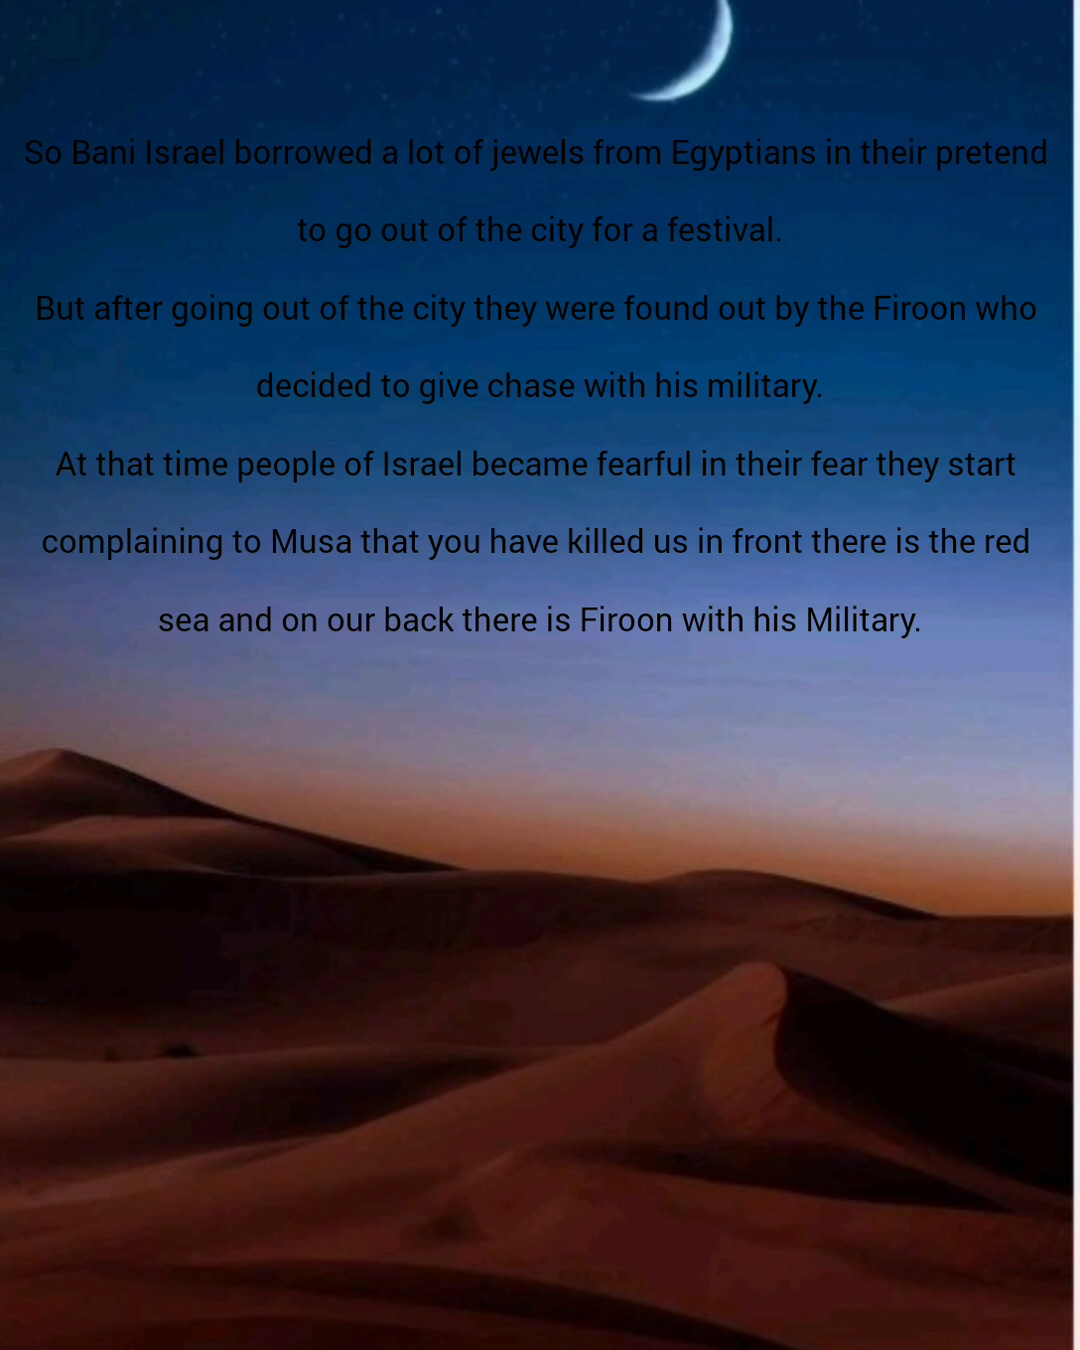 So Bani Israel borrowed a lot of jewels from Egyptians in their pretend
to go out of the city for a festival.
But after going out of the city they were found out by the Firoon who
decided to give chase with his military.
At that time people of Israel became fearful in their fear they start
complaining to Musa that you have killed us in front there is the red
sea and on our back there is Firoon with his Military.